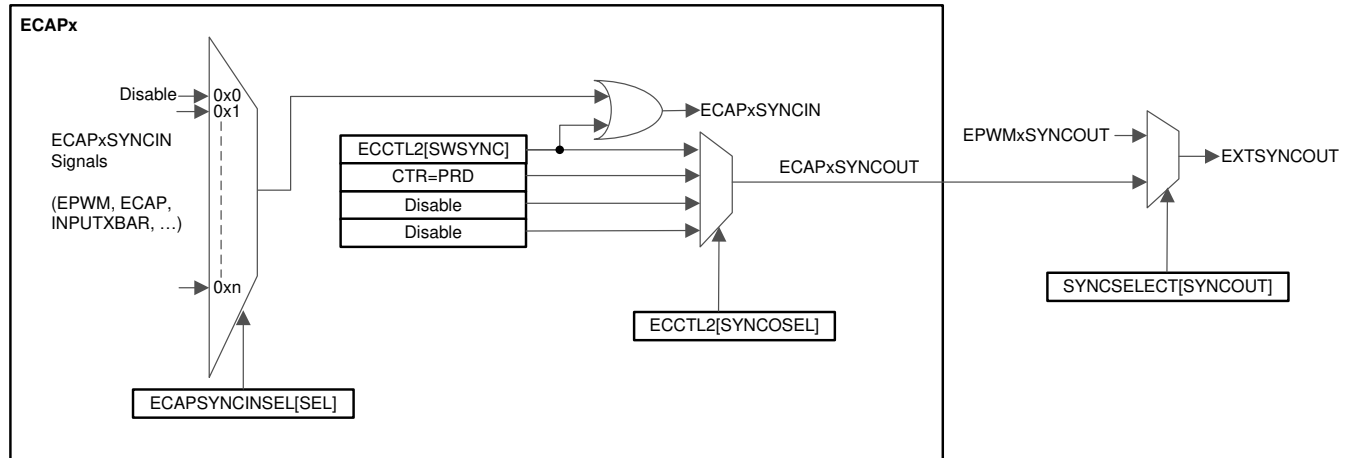 ECAPx
Disable
0x0
0x1
ECAPxSYNCIN
Signals
(EPWM, ECAP,
INPUTXBAR, …)
0xn
ECAPSYNCINSEL[SEL]
ECCTL2[SWSYNC]
CTR=PRD
Disable
Disable
ECAPxSYNCIN
ECAPxSYNCOUT
ECCTL2[SYNCOSEL]
EPWMxSYNCOUT
EXTSYNCOUT
SYNCSELECT[SYNCOUT]